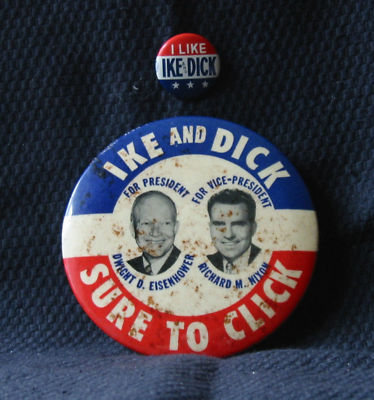 I LIKE
IKE & DICK
IKE AND DICK
FOR PRESIDENT
FOR VICE-PRESIDENT
DWIGHT D. EISENHOWER
RICHARD M. NIXON
SURE TO CLICK